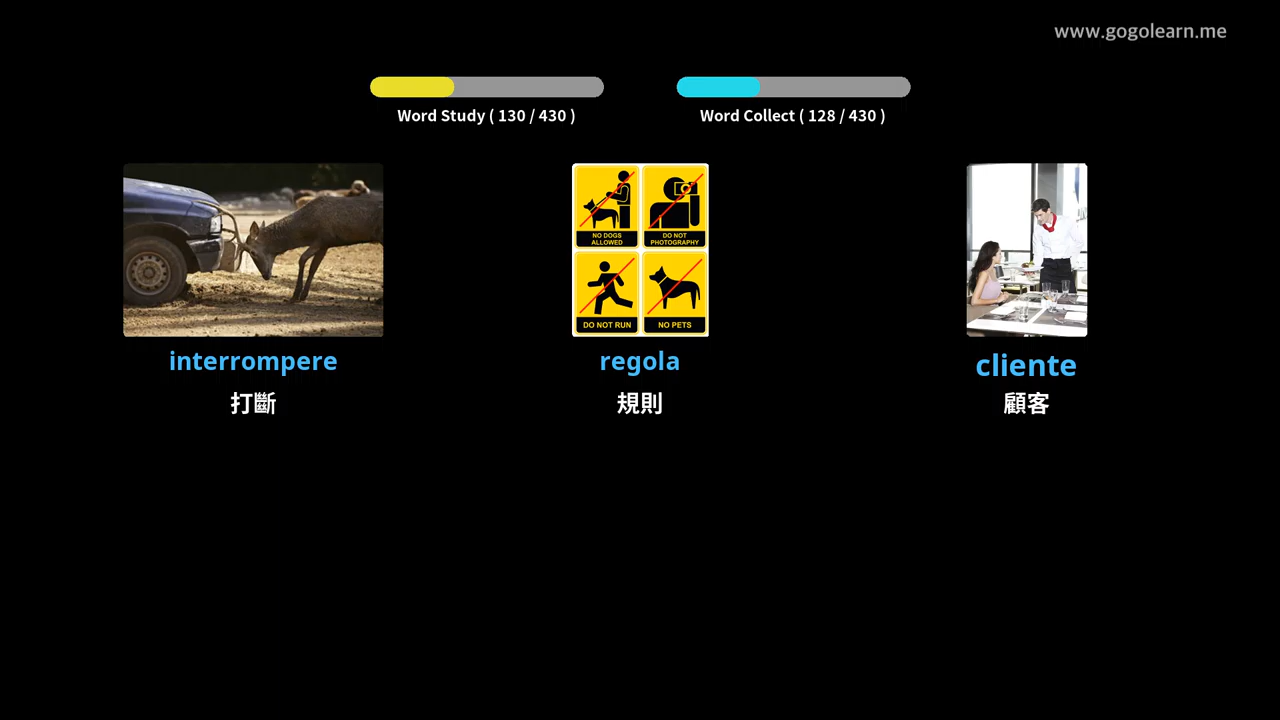 www.gogolearn.me
Word Study ( 130 / 430 )
Word Collect ( 128 / 430 )
NO DOGS
ALLOWED
DO NOT
PHOTOGRAPHY
DO NOT RUN
NO PETS
interrompere
regola
cliente
打斷
規則
顧客